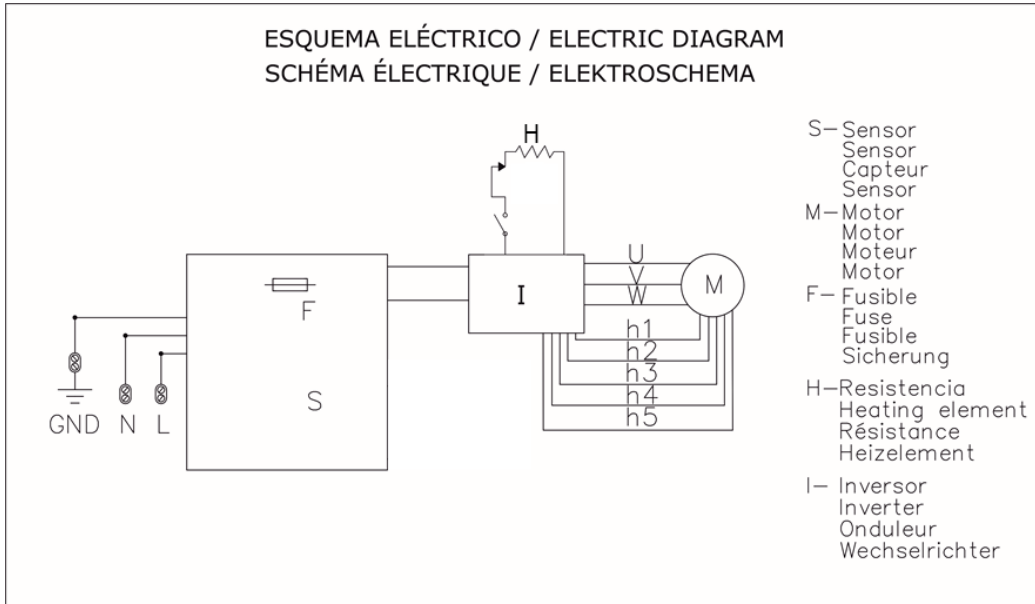 ESQUEMA ELÉCTRICO / ELECTRIC DIAGRAM
SCHÉMA ÉLECTRIQUE / ELEKTROSCHEMA
H
U
V
W
I
M
F
h1
h2
h3
h4
h5
S
GND N L
S– Sensor
Sensor
Capteur
Sensor
M– Motor
Motor
Moteur
Motor
F– Fusible
Fuse
Fusible
Sicherung
H– Resistencia
Heating element
Résistance
Heizelement
I– Inversor
Inverter
Onduleur
Wechselrichter